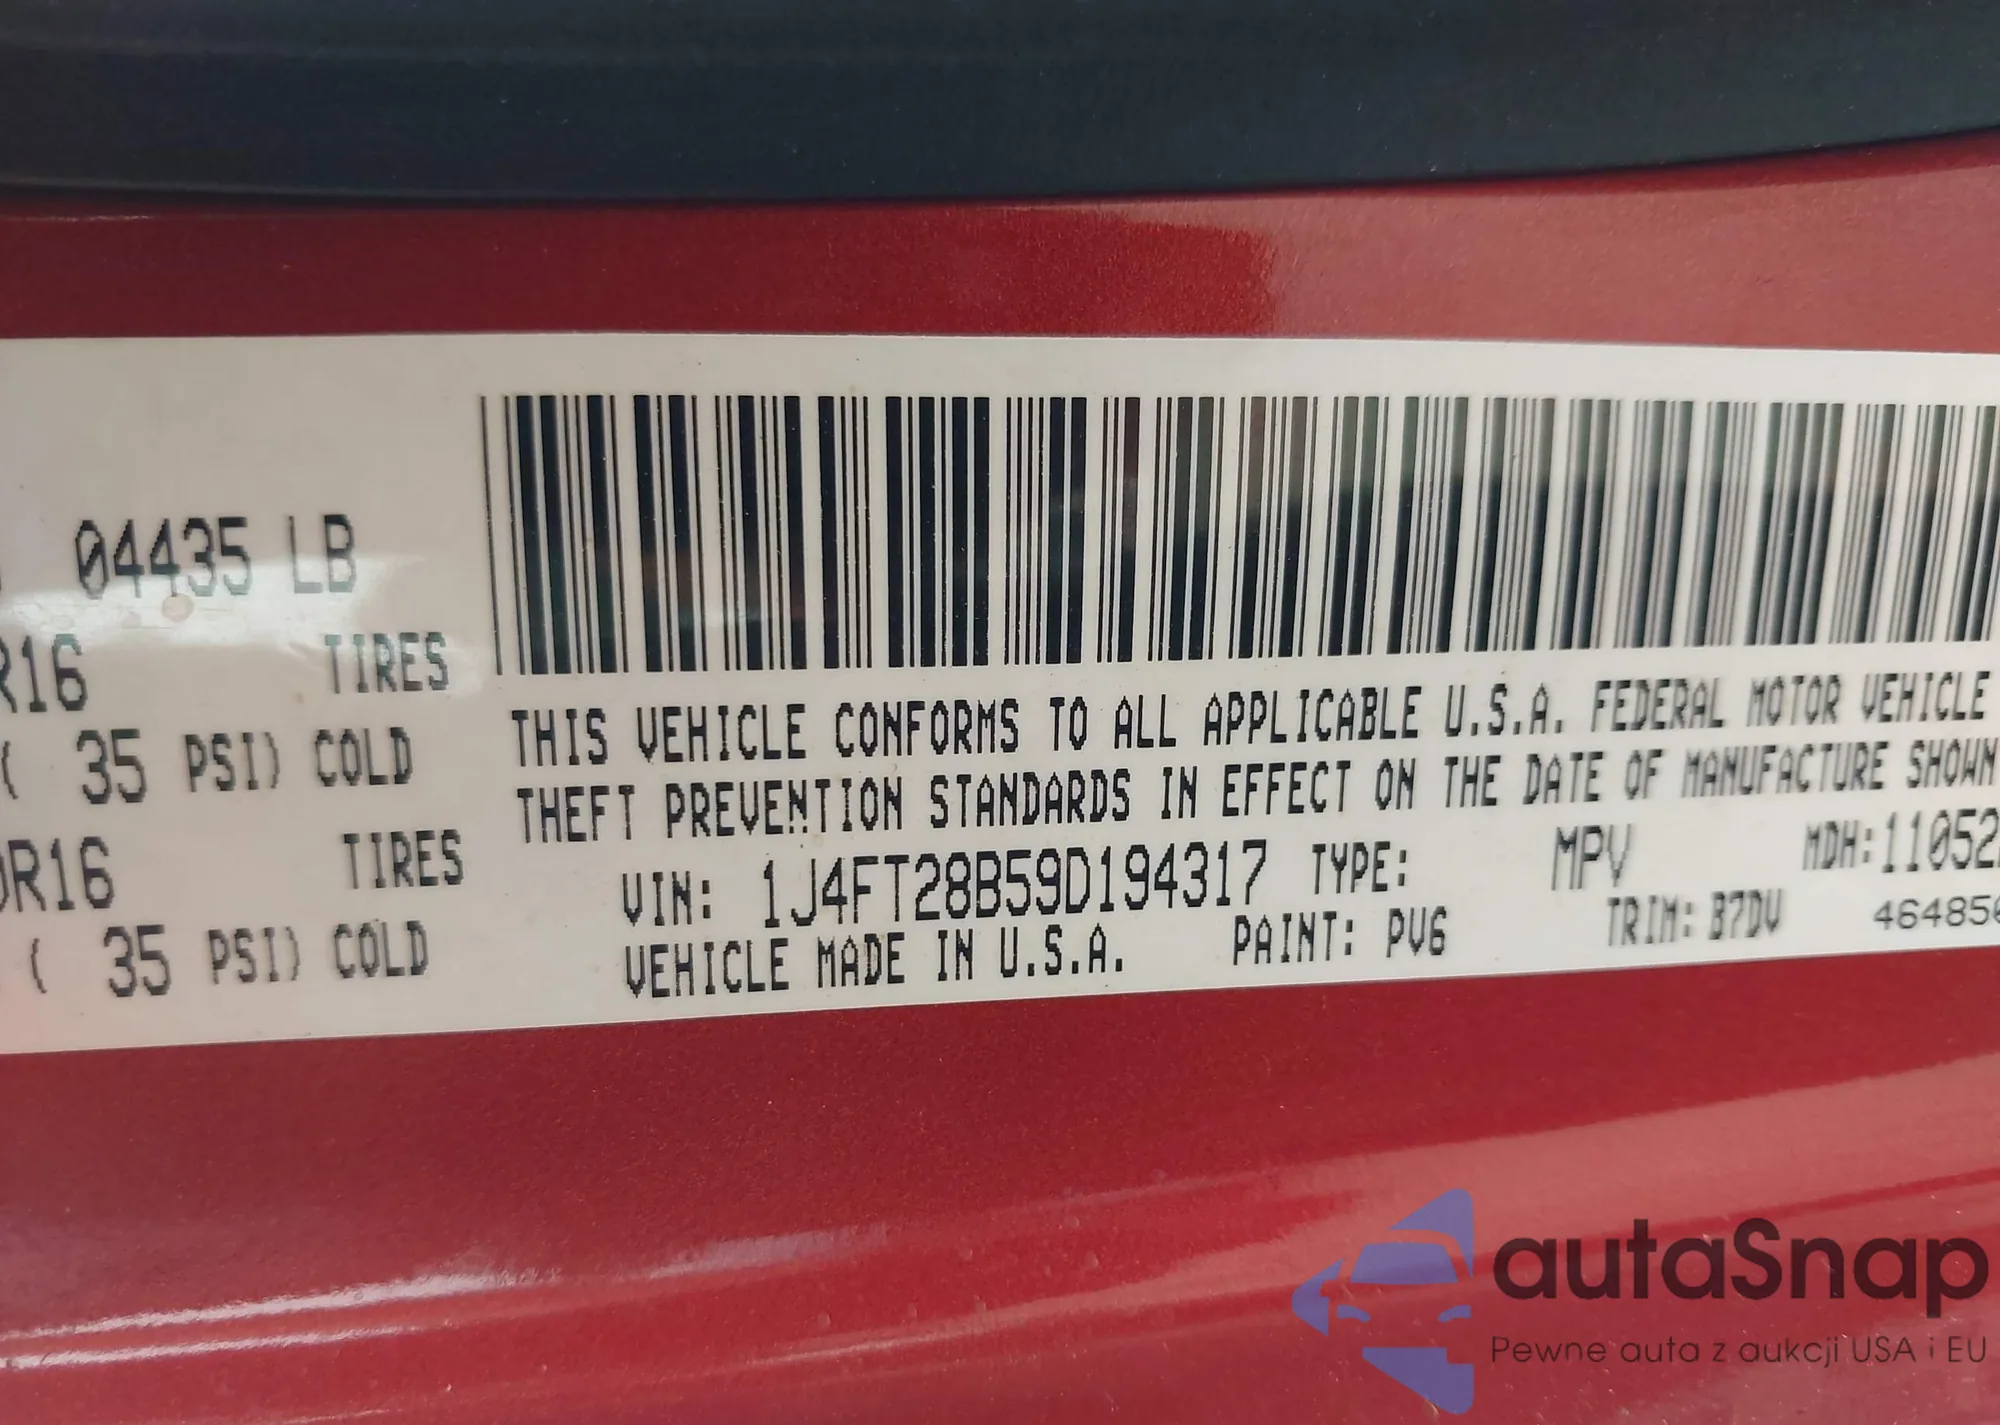 04435 LB
R16 TIRES
( 35 PSI) COLD
R16 TIRES
( 35 PSI) COLD
THIS VEHICLE CONFORMS TO ALL APPLICABLE U.S.A. FEDERAL MOTOR VEHICLE
THEFT PREVENTION STANDARDS IN EFFECT ON THE DATE OF MANUFACTURE SHOWN
VIN: 1J4FT28B59D194317 TYPE: MPV MDH: 11052
VEHICLE MADE IN U.S.A. PAINT: PV6 TRIM: B7DV 46485
autaSnap
Pewne auta z aukcji USA i EU